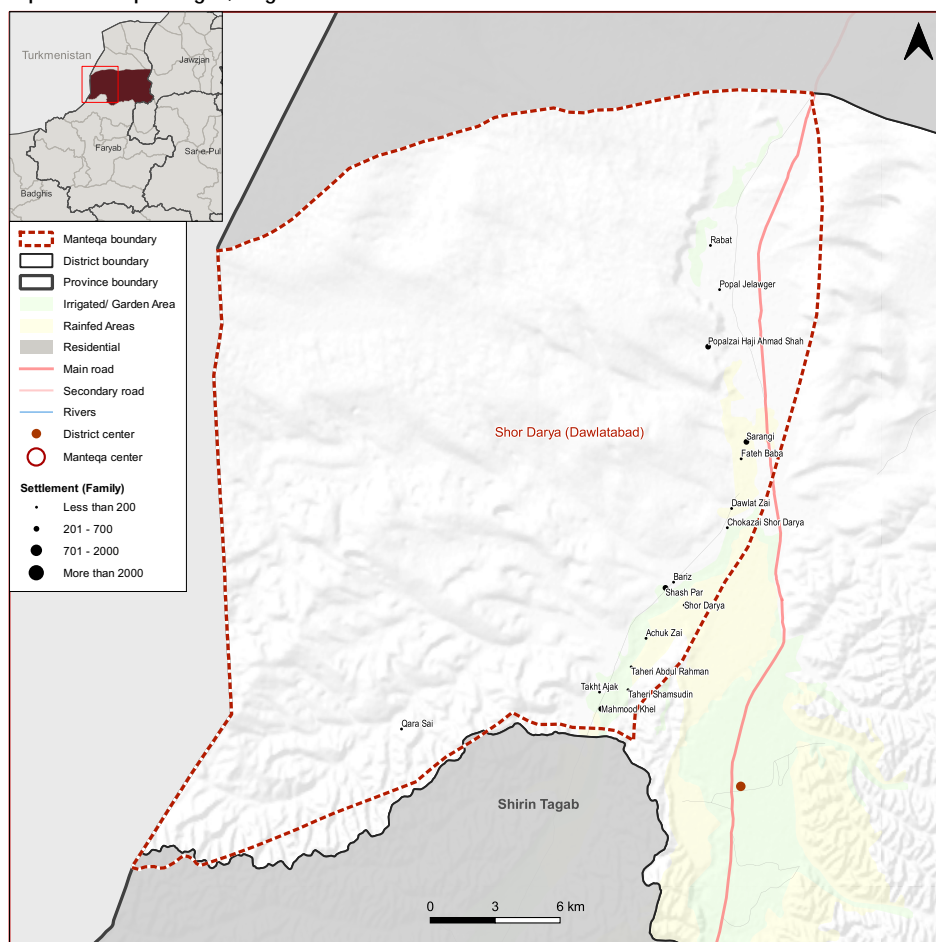 Turkmenistan
Jawzjan
Faryab
Sar-e-Pul
Badghis
Manteqa boundary
District boundary
Province boundary
Irrigated/ Garden Area
Rainfed Areas
Residential
Main road
Secondary road
Rivers
District center
Manteqa center
Settlement (Family)
Less than 200
201 - 700
701 - 2000
More than 2000
Rabat
Popal Jelawger
Popalzai Haji Ahmad Shah
Shor Darya (Dawlatabad)
Sarangi
Fateh Baba
Dawlat Zai
Chokazai Shor Darya
Bariz
Shash Par
Shor Darya
Achuk Zai
Taheri Abdul Rahman
Takht Ajak
Taheri Shamsudin
Mahmood Khel
Qara Sai
Shirin Tagab
0 3 6 km